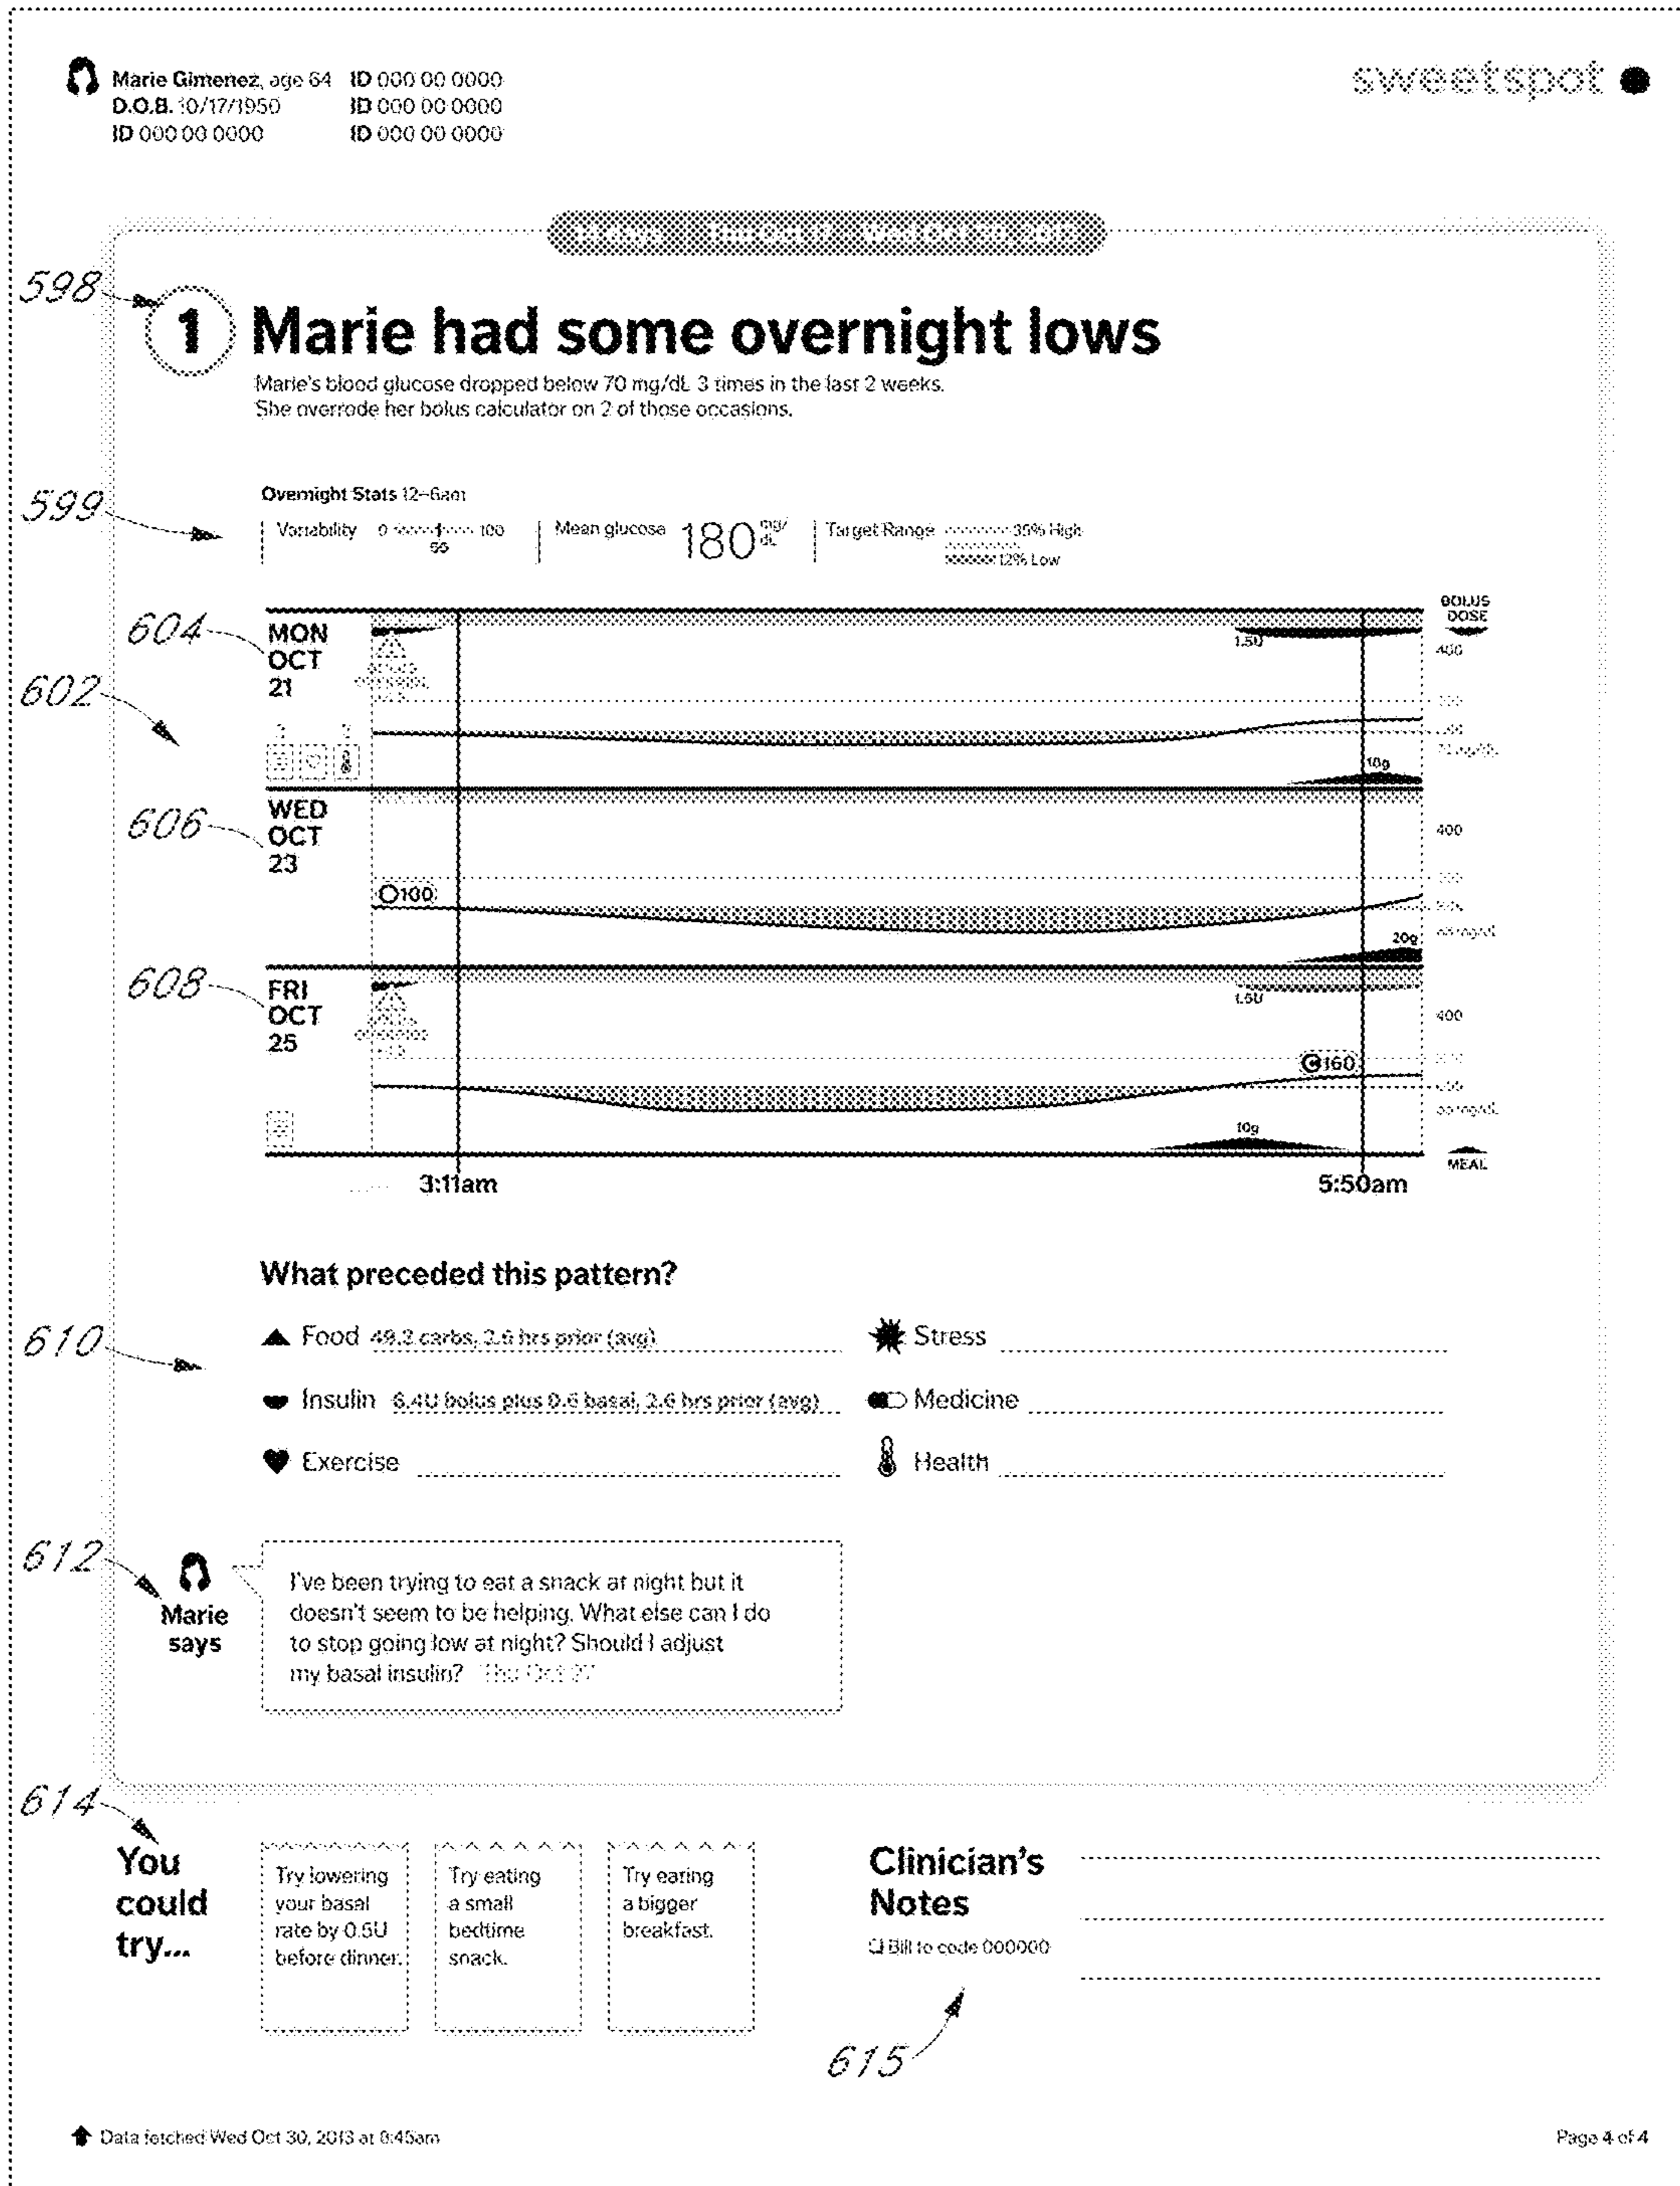 Marie Gimenez, age 64 ID 000 00 0000
D.O.B. 10/17/1950 ID 000 00 0000
ID 000 00 0000 ID 000 00 0000
sweetspot
598
1 Marie had some overnight lows
Marie's blood glucose dropped below 70 mg/dL 3 times in the last 2 weeks.
She overrode her bolus calculator on 2 of those occasions.
599
Overnight Stats 12–6am
Variability 0 100
55
Mean glucose 180 mg/dL
Target Range 35% High
12% Low
BOLUS
DOSE
604
MON
OCT
21
1.5U
400
602
10g
606
WED
OCT
23
400
100
20g
608
FRI
OCT
25
1.5U
400
160
10g
MEAL
3:11am 5:50am
What preceded this pattern?
610
Food 49.2 carbs, 2.6 hrs prior (avg) Stress
Insulin 6.4U bolus plus 0.6 basal, 2.6 hrs prior (avg) Medicine
Exercise Health
612
Marie
says
I've been trying to eat a snack at night but it
doesn't seem to be helping. What else can I do
to stop going low at night? Should I adjust
my basal insulin? Thu Oct
614
You
could
try...
Try lowering
your basal
rate by 0.5U
before dinner.
Try eating
a small
bedtime
snack.
Try earing
a bigger
breakfast.
Clinician's
Notes
Bill to code 000000
615
Data fetched Wed Oct 30, 2013 at 8:45am
Page 4 of 4